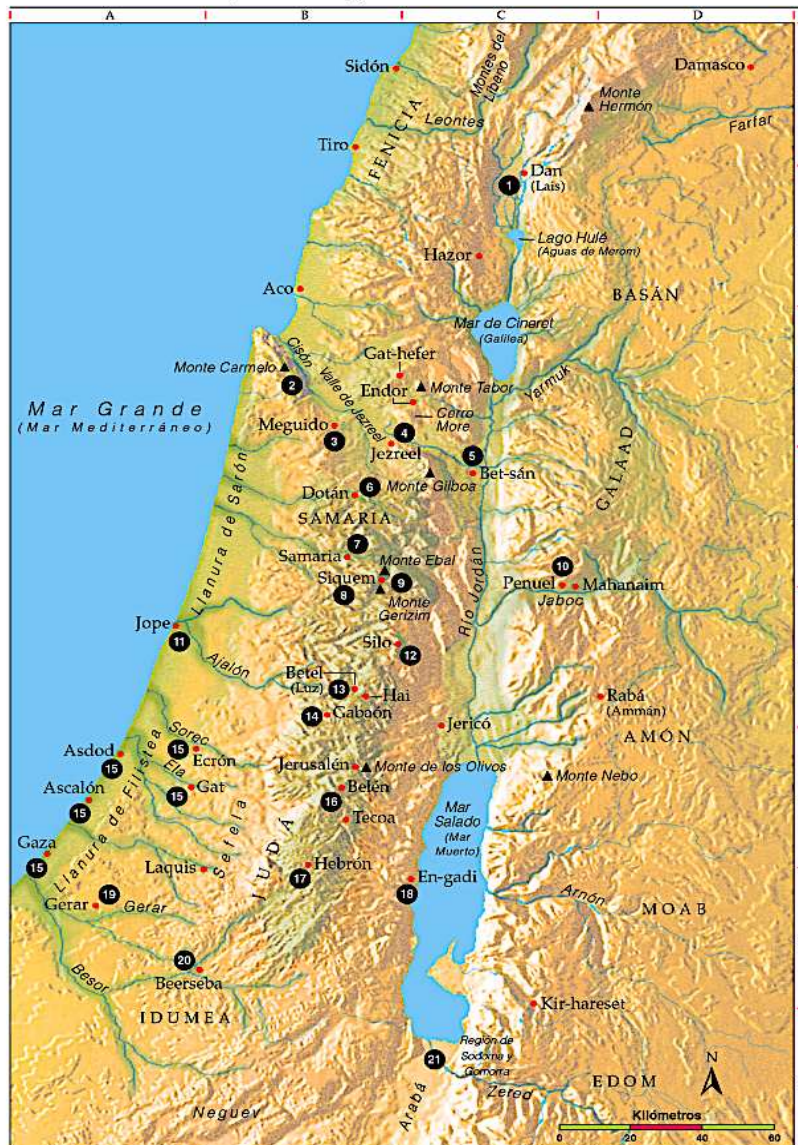 A
B
C
D
Sidón
Montes del
Líbano
Damasco
Monte
Hermón
Leontes
Farfar
FENICIA
Tiro
Dan
(Lais)
1
Lago Hulé
(Aguas de Merom)
Hazor
BASÁN
Aco
Mar de Cineret
(Galilea)
Cisón
Monte Carmelo
Gat-hefer
2
Valle de Jezreel
Endor
Monte Tabor
Yarmuk
Mar Grande
(Mar Mediterráneo)
Cerro
More
Meguido
3
4
Jezreel
5
Bet-sán
GALAAD
Monte Gilboa
6
Dotán
Llanura de Sarón
SAMARIA
7
Samaria
Monte Ebal
Siquem
9
8
Monte
Gerizim
10
Penuel
Mahanaim
Jaboc
Río Jordán
Jope
11
Silo
12
Ajalón
Betel
(Luz)
13
Hai
Rabá
(Ammán)
14
Gabaón
Jericó
Sorec
15
Ecrón
AMÓN
Asdod
15
Jerusalén
Monte de los Olivos
Monte Nebo
Ela
Gat
15
Ascalón
15
Belén
16
Tecoa
Mar
Salado
(Mar
Muerto)
Llanura de Filistea
Sefela
JUDÁ
Gaza
15
Laquis
Hebrón
17
En-gadi
18
19
Gerar
Gerar
Arnón
MOAB
20
Beerseba
Besor
IDUMEA
Kir-hareset
Región de
Sodoma y
Gomorra
21
Arabá
Zered
EDOM
N
Neguev
Kilómetros
0
20
40
60